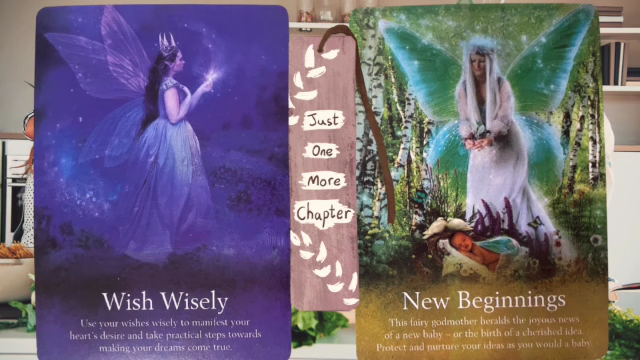 Wish Wisely
Use your wishes wisely to manifest your
heart's desire and take practical steps towards
making your dreams come true.
Just
One
More
Chapter
New Beginnings
This fairy godmother heralds the joyous news
of a new baby – or the birth of a cherished idea.
Protect and nurture your ideas as you would a baby.